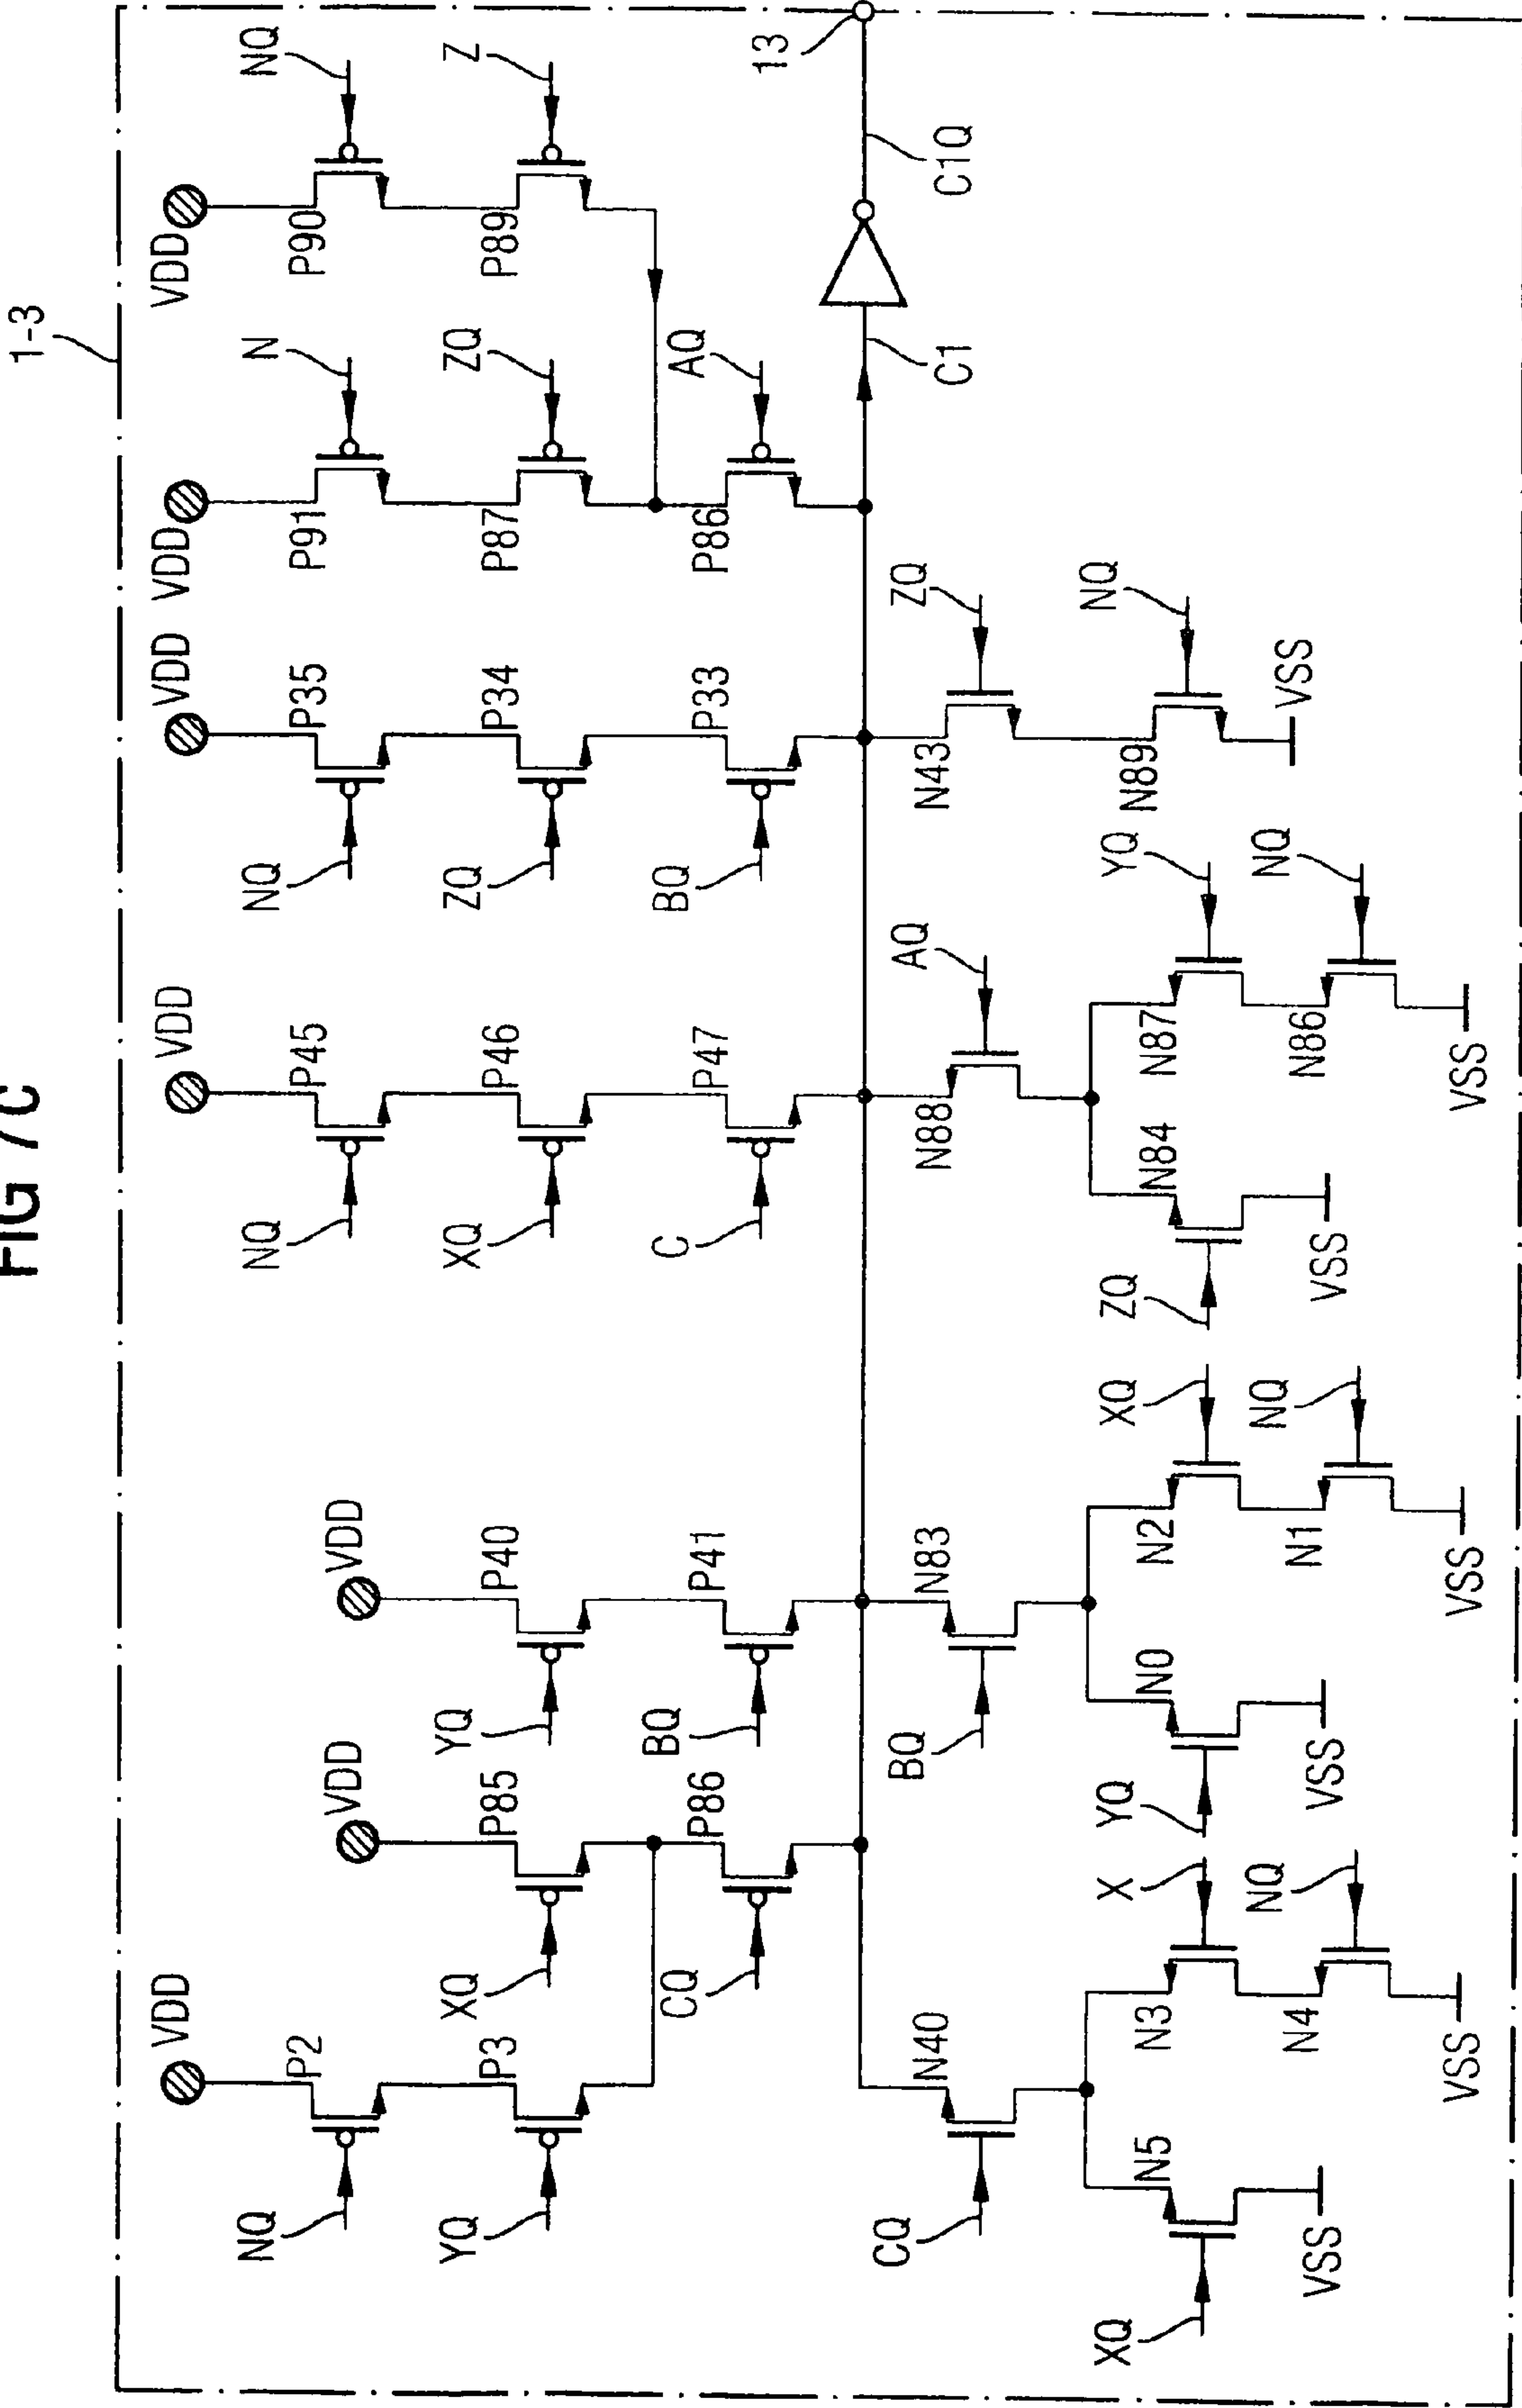 FIG 7C
1-3
VDD
P2
NQ
P3
YQ
VDD
P85
XQ
P86
CQ
VDD
P40
YQ
P41
BQ
VDD
P45
NQ
P46
XQ
P47
C
VDD
P35
NQ
P34
ZQ
P33
BQ
VDD
P91
N
P87
ZQ
P86
AQ
VDD
P90
NQ
P89
Z
13
C1
C1Q
N40
CQ
N5
XQ
VSS
N3
X
N4
NQ
VSS
N83
BQ
N0
YQ
VSS
N2
XQ
N1
NQ
VSS
N88
AQ
N84
ZQ
VSS
N87
YQ
N86
NQ
VSS
N43
ZQ
N89
NQ
VSS